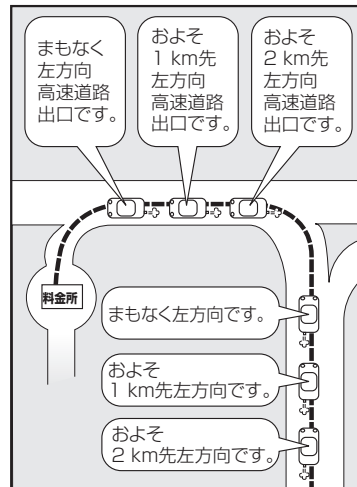 まもなく
左方向
高速道路
出口です。
およそ
1 km先
左方向
高速道路
出口です。
およそ
2 km先
左方向
高速道路
出口です。
料金所
まもなく左方向です。
およそ
1 km先左方向です。
およそ
2 km先左方向です。